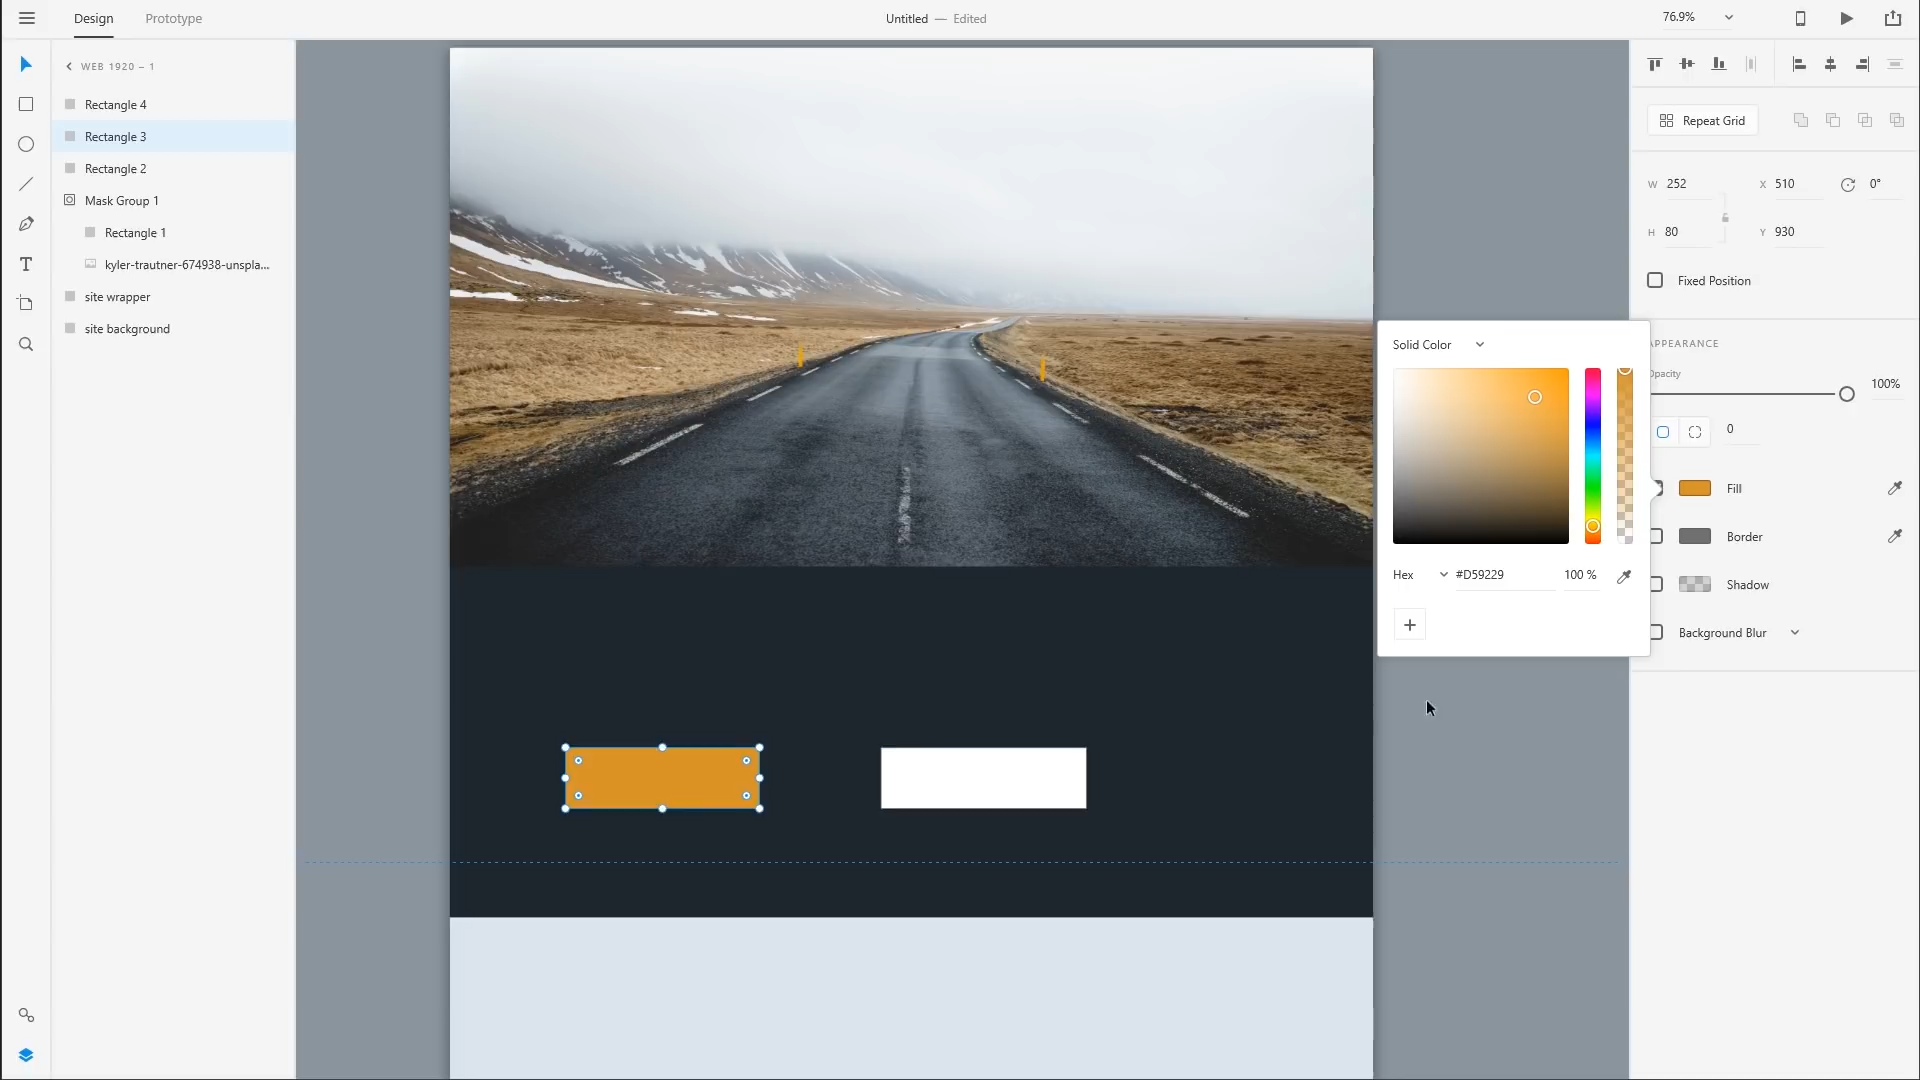 Design
Prototype
Untitled — Edited
76.9%
WEB 1920 – 1
Rectangle 4
Rectangle 3
Rectangle 2
Mask Group 1
Rectangle 1
kyler-trautner-674938-unspla...
site wrapper
site background
Repeat Grid
W 252
X 510
0°
H 80
Y 930
Fixed Position
Solid Color
Hex
#D59229
100 %
APPEARANCE
Opacity
100%
0
Fill
Border
Shadow
Background Blur